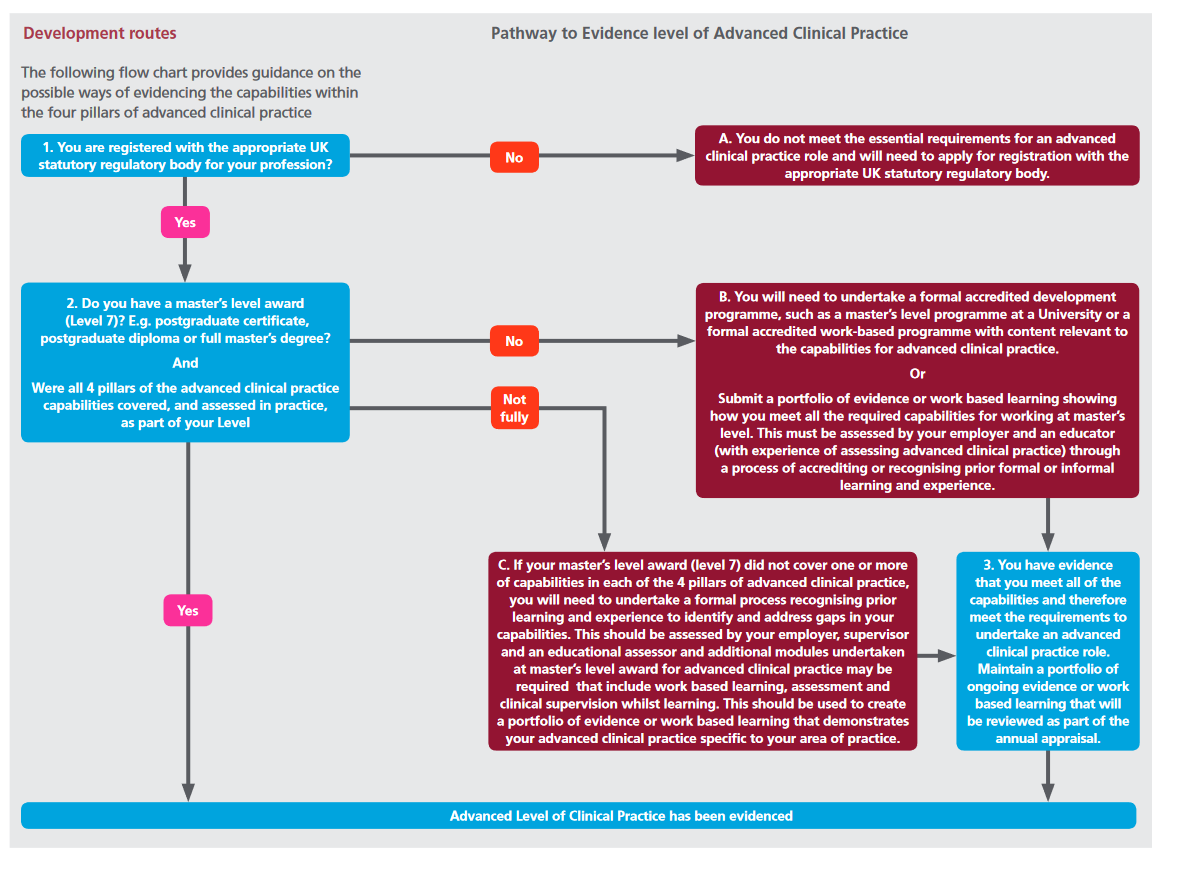 Development routes
Pathway to Evidence level of Advanced Clinical Practice
The following flow chart provides guidance on the
possible ways of evidencing the capabilities within
the four pillars of advanced clinical practice
1. You are registered with the appropriate UK
statutory regulatory body for your profession?
No
A. You do not meet the essential requirements for an advanced
clinical practice role and will need to apply for registration with the
appropriate UK statutory regulatory body.
Yes
2. Do you have a master's level award
(Level 7)? E.g. postgraduate certificate,
postgraduate diploma or full master's degree?
And
Were all 4 pillars of the advanced clinical practice
capabilities covered, and assessed in practice,
as part of your Level
No
B. You will need to undertake a formal accredited development
programme, such as a master's level programme at a University or a
formal accredited work-based programme with content relevant to
the capabilities for advanced clinical practice.
Or
Submit a portfolio of evidence or work based learning showing
how you meet all the required capabilities for working at master's
level. This must be assessed by your employer and an educator
(with experience of assessing advanced clinical practice) through
a process of accrediting or recognising prior formal or informal
learning and experience.
Not
fully
C. If your master's level award (level 7) did not cover one or more
of capabilities in each of the 4 pillars of advanced clinical practice,
you will need to undertake a formal process recognising prior
learning and experience to identify and address gaps in your
capabilities. This should be assessed by your employer, supervisor
and an educational assessor and additional modules undertaken
at master's level award for advanced clinical practice may be
required that include work based learning, assessment and
clinical supervision whilst learning. This should be used to create
a portfolio of evidence or work based learning that demonstrates
your advanced clinical practice specific to your area of practice.
3. You have evidence
that you meet all of the
capabilities and therefore
meet the requirements to
undertake an advanced
clinical practice role.
Maintain a portfolio of
ongoing evidence or work
based learning that will
be reviewed as part of the
annual appraisal.
Yes
Advanced Level of Clinical Practice has been evidenced